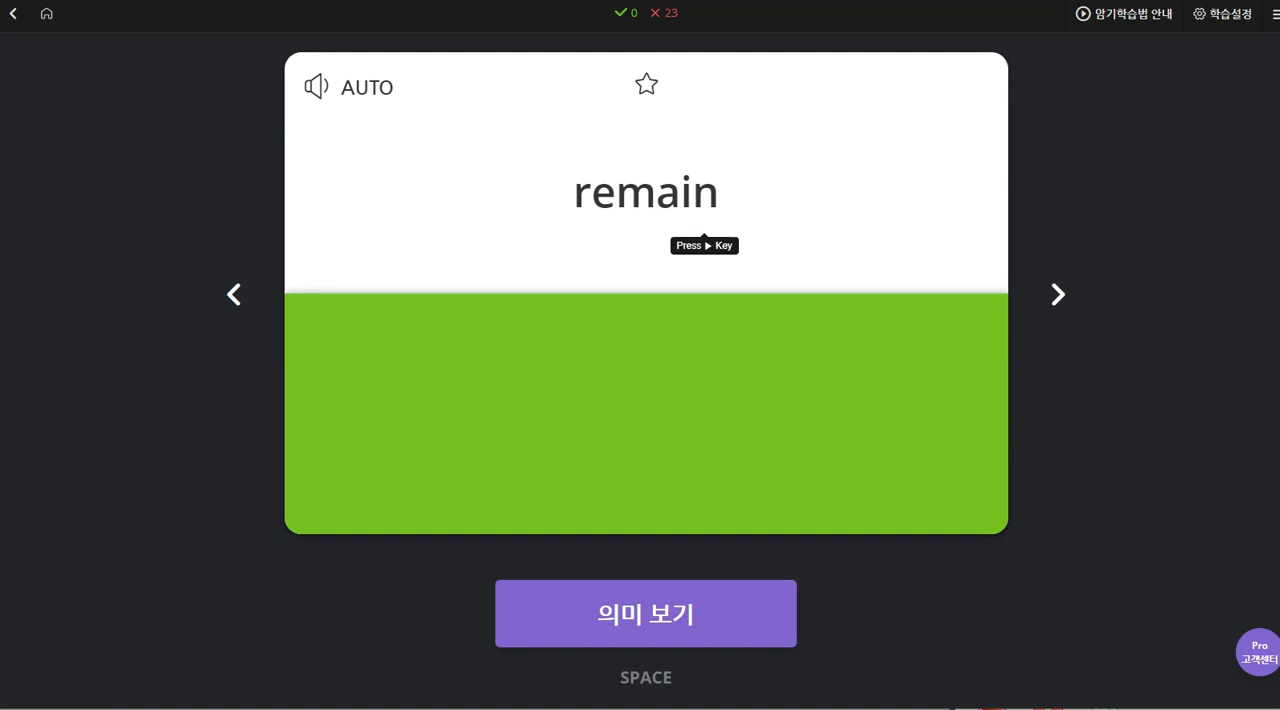 0 23 암기학습법 안내 학습설정
AUTO
remain
Press ▶ Key
의미 보기
SPACE
Pro
고객센터